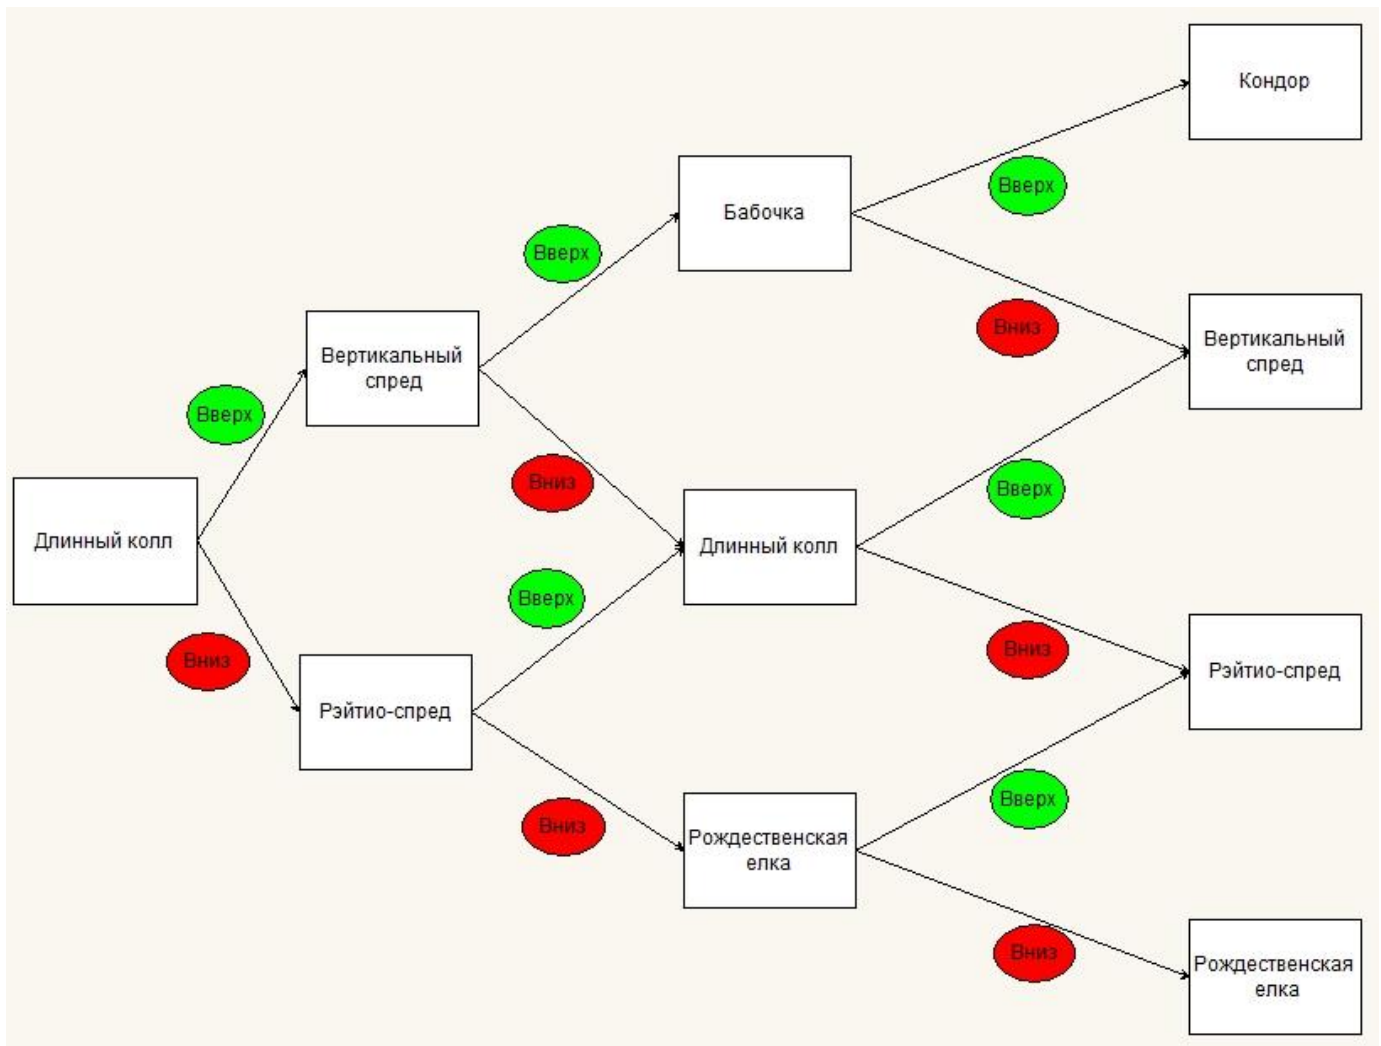 Кондор
Вверх
Бабочка
Вверх
Вниз
Вертикальный
спред
Вертикальный
спред
Вверх
Вниз
Вверх
Длинный колл
Длинный колл
Вверх
Вниз
Вниз
Рэйтио-спред
Рэйтио-спред
Вверх
Вниз
Рождественская
елка
Вниз
Рождественская
елка